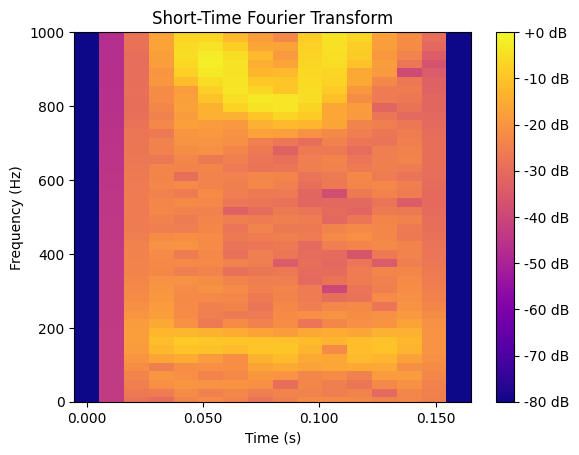 Short-Time Fourier Transform
Frequency (Hz)
1000
800
600
400
200
0
0.000
0.050
0.100
0.150
Time (s)
+0 dB
-10 dB
-20 dB
-30 dB
-40 dB
-50 dB
-60 dB
-70 dB
-80 dB